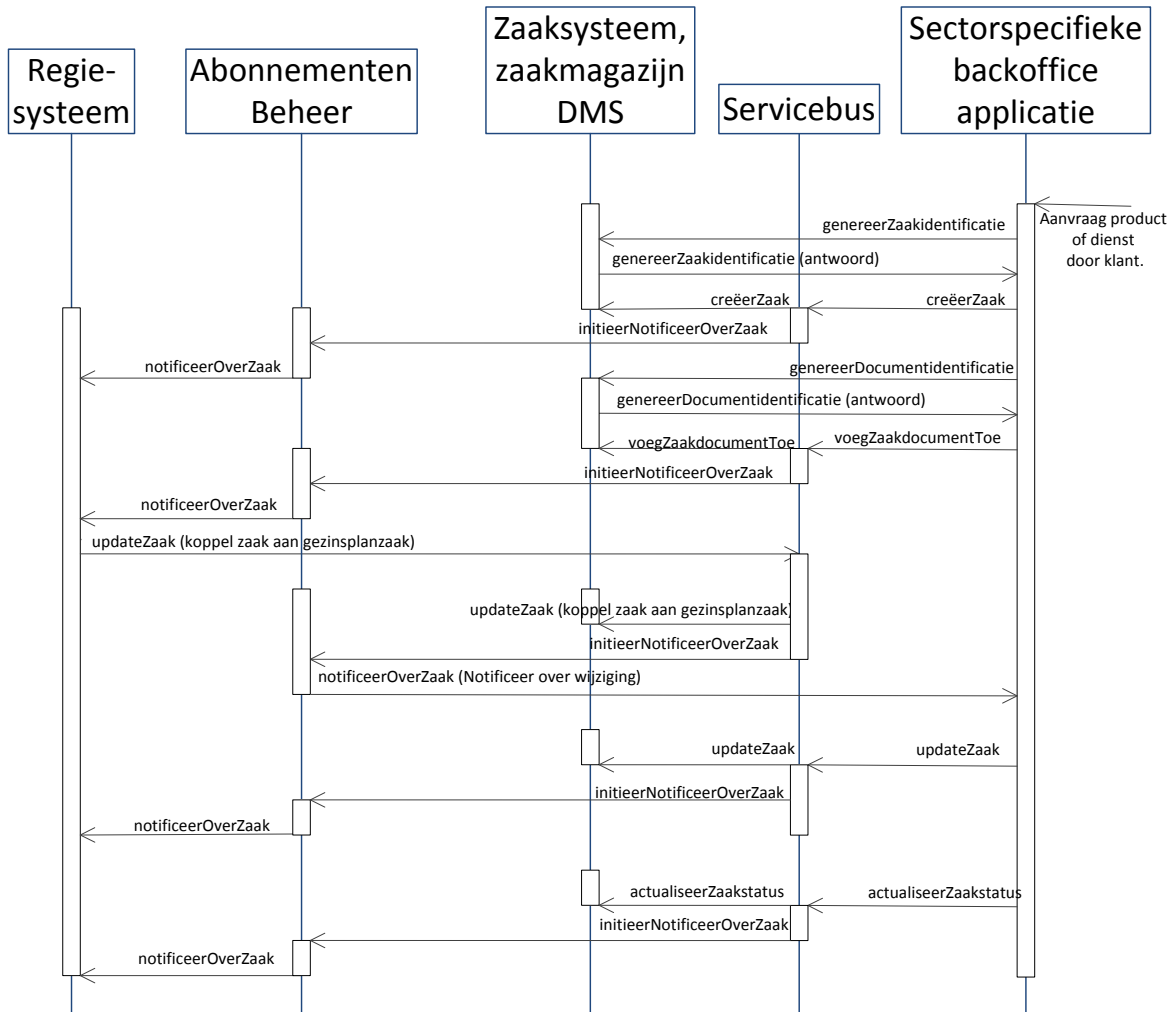 Regie-
systeem
Abonnementen
Beheer
Zaaksysteem,
zaakmagazijn
DMS
Servicebus
Sectorspecifieke
backoffice
applicatie
Aanvraag product
of dienst
door klant.
genereerZaakidentificatie
genereerZaakidentificatie (antwoord)
creëerZaak
creëerZaak
initieerNotificeerOverZaak
notificeerOverZaak
genereerDocumentidentificatie
genereerDocumentidentificatie (antwoord)
voegZaakdocumentToe
voegZaakdocumentToe
initieerNotificeerOverZaak
notificeerOverZaak
updateZaak (koppel zaak aan gezinsplanzaak)
updateZaak (koppel zaak aan gezinsplanzaak)
initieerNotificeerOverZaak
notificeerOverZaak (Notificeer over wijziging)
updateZaak
updateZaak
initieerNotificeerOverZaak
notificeerOverZaak
actualiseerZaakstatus
actualiseerZaakstatus
initieerNotificeerOverZaak
notificeerOverZaak